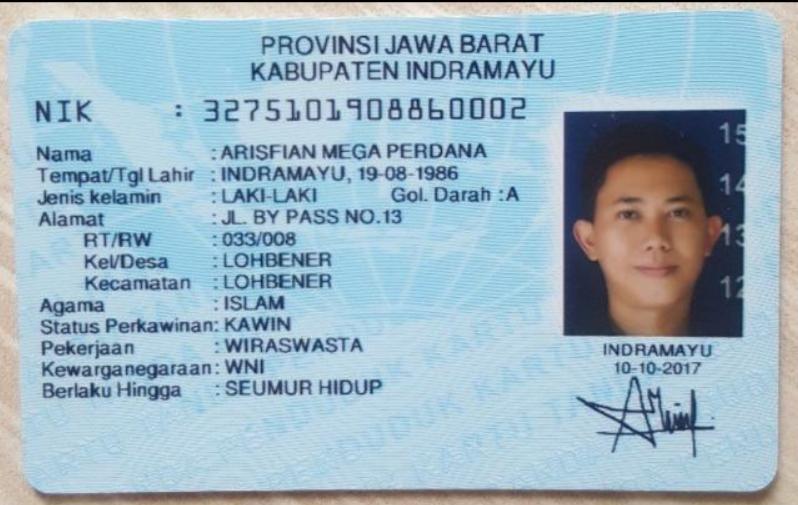 PROVINSI JAWA BARAT
KABUPATEN INDRAMAYU
NIK : 3275101908860002
Nama : ARISFIAN MEGA PERDANA
Tempat/Tgl Lahir : INDRAMAYU, 19-08-1986
Jenis kelamin : LAKI-LAKI Gol. Darah : A
Alamat : JL. BY PASS NO.13
RT/RW : 033/008
Kel/Desa : LOHBENER
Kecamatan : LOHBENER
Agama : ISLAM
Status Perkawinan: KAWIN
Pekerjaan : WIRASWASTA
Kewarganegaraan: WNI
Berlaku Hingga : SEUMUR HIDUP
15
14
13
12
INDRAMAYU
10-10-2017